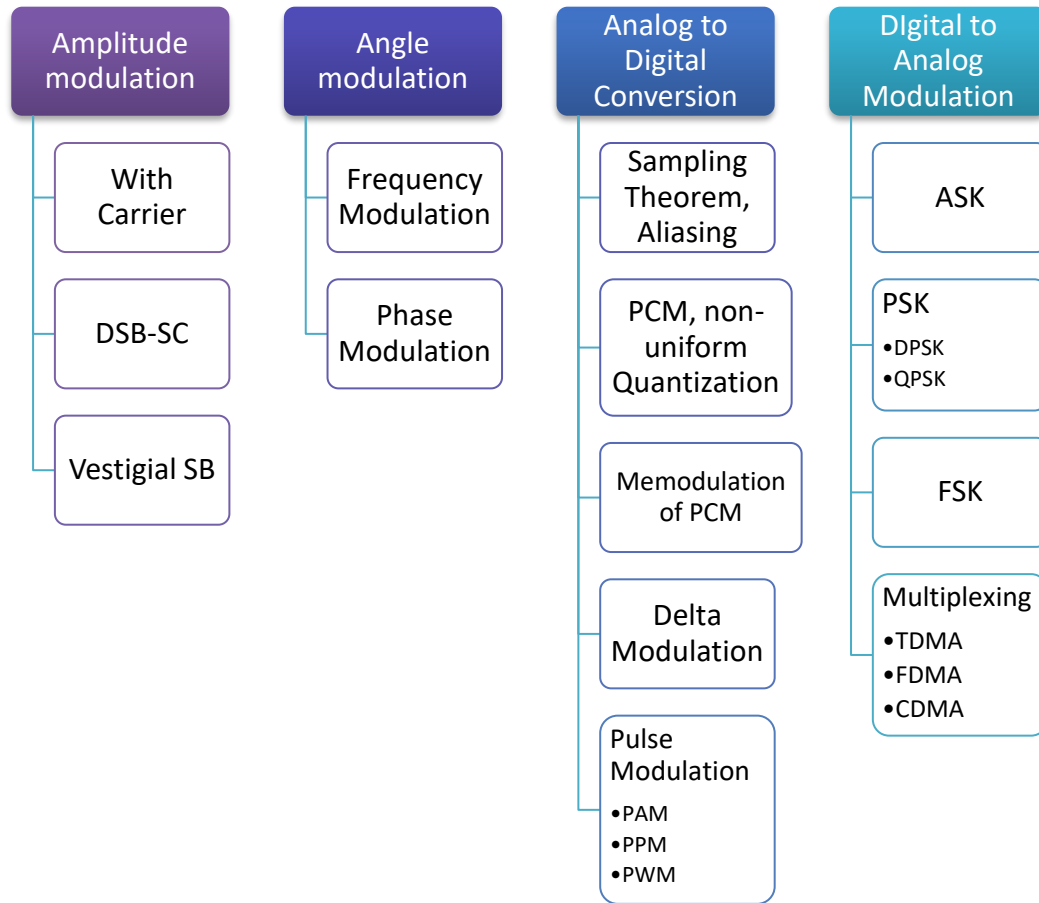 Amplitude
modulation
With
Carrier
DSB-SC
Vestigial SB
Angle
modulation
Frequency
Modulation
Phase
Modulation
Analog to
Digital
Conversion
Sampling
Theorem,
Aliasing
PCM, non-
uniform
Quantization
Memodulation
of PCM
Delta
Modulation
Pulse
Modulation
•PAM
•PPM
•PWM
DIgital to
Analog
Modulation
ASK
PSK
•DPSK
•QPSK
FSK
Multiplexing
•TDMA
•FDMA
•CDMA